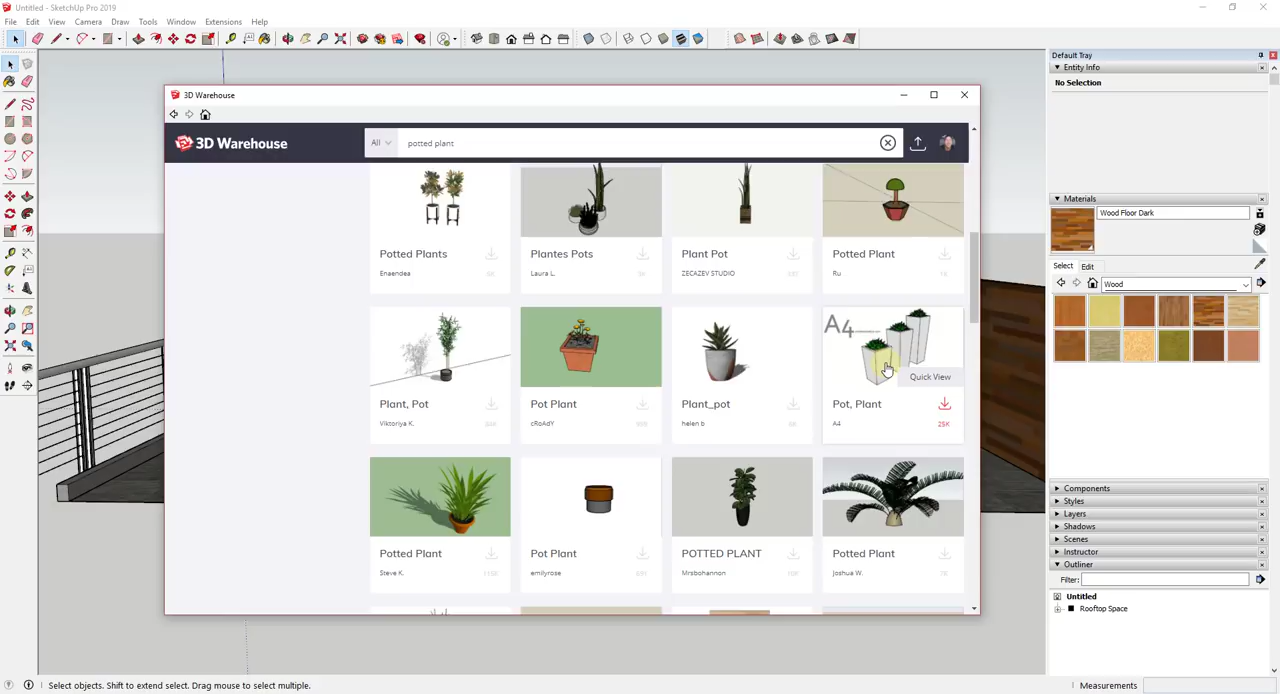 Untitled - SketchUp Pro 2019
File Edit View Camera Draw Tools Window Extensions Help
Default Tray
Entity Info
No Selection
3D Warehouse
3D Warehouse
All
potted plant
Potted Plants
Enaendea
Plantes Pots
Laura L.
Plant Pot
ZECAZEV STUDIO
Potted Plant
Ru
1K
Materials
Wood Floor Dark
Select Edit
Wood
A4
Quick View
Plant, Pot
Viktoriya K.
Pot Plant
cRoAdY
Plant_pot
helen b
Pot, Plant
A4
25K
Potted Plant
Steve K.
Pot Plant
emilyrose
POTTED PLANT
Mrsbohannon
Potted Plant
Joshua W.
7K
Components
Styles
Layers
Shadows
Scenes
Instructor
Outliner
Filter:
Untitled
Rooftop Space
Select objects. Shift to extend select. Drag mouse to select multiple.
Measurements